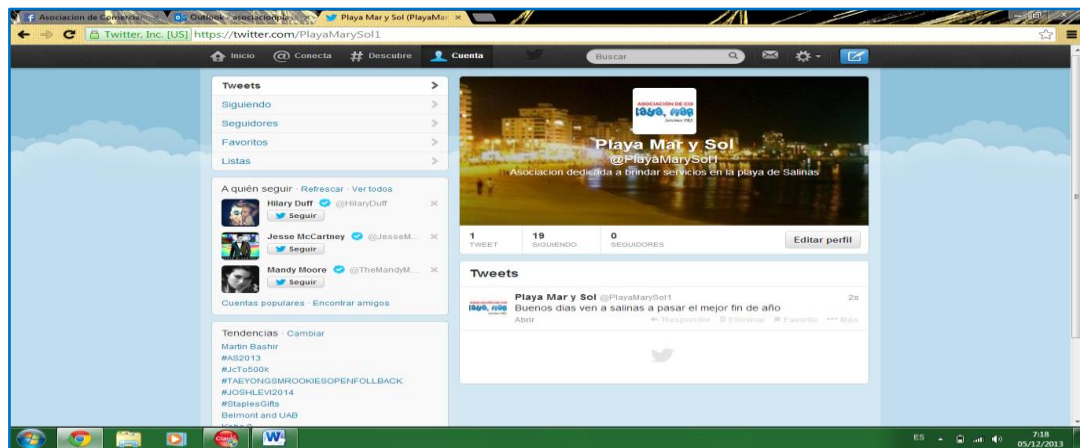 Asociacion de Comercian
Outlook - asociacionpla
Playa Mar y Sol (PlayaMar
Twitter, Inc. [US] https://twitter.com/PlayaMarySol1
Inicio @ Conecta # Descubre Cuenta Buscar
Tweets
Siguiendo
Seguidores
Favoritos
Listas
A quién seguir · Refrescar · Ver todos
Hilary Duff @HilaryDuff
Seguir
Jesse McCartney @JesseM...
Seguir
Mandy Moore @TheMandyM...
Seguir
Cuentas populares · Encontrar amigos
Tendencias · Cambiar
Martin Bashir
#AS2013
#JcTo500k
#TAEYONGSMROOKIESOPENFOLLBACK
#JOSHLEVI2014
#StaplesGifts
Belmont and UAB
Playa Mar y Sol
@PlayaMarySol1
Asociacion dedicada a brindar servicios en la playa de Salinas
1 TWEET
19 SIGUIENDO
0 SEGUIDORES
Editar perfil
Tweets
Playa Mar y Sol @PlayaMarySol1 2s
Buenos dias ven a salinas a pasar el mejor fin de año
Abrir Responder Eliminar Favorito Más
ES 7:18
05/12/2013